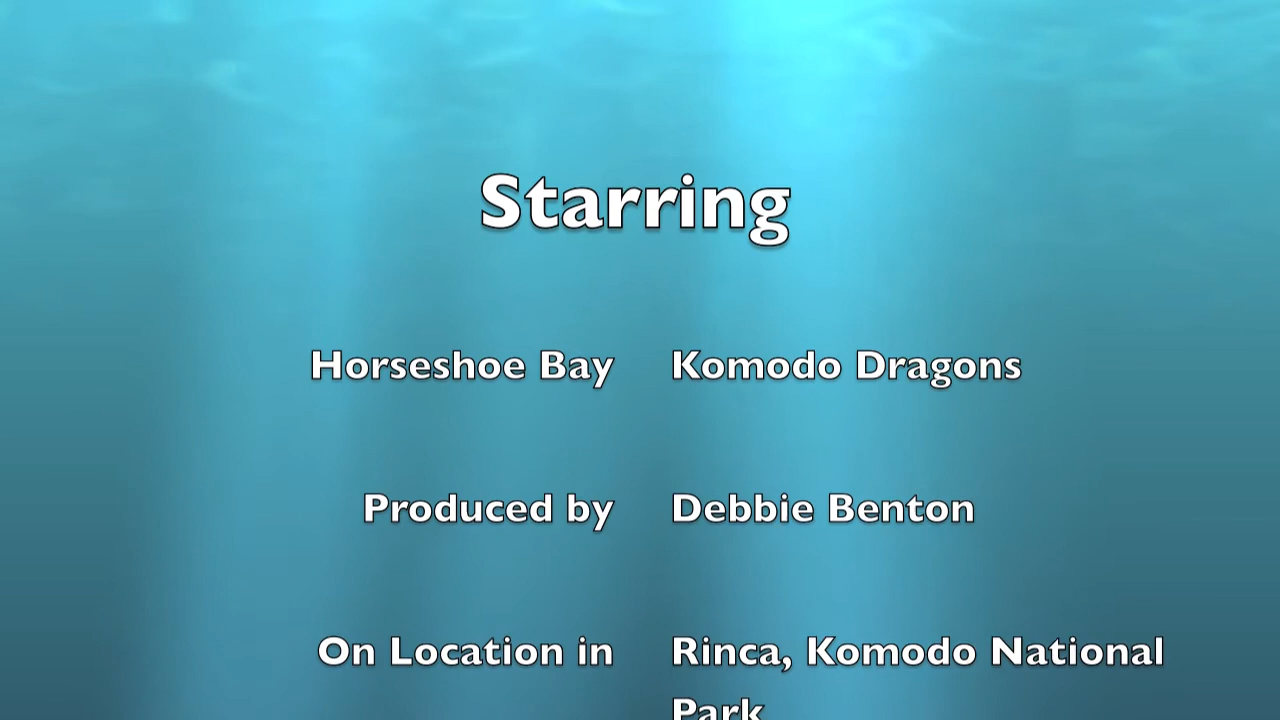 Starring
Horseshoe Bay Komodo Dragons
Produced by Debbie Benton
On Location in Rinca, Komodo National
Park